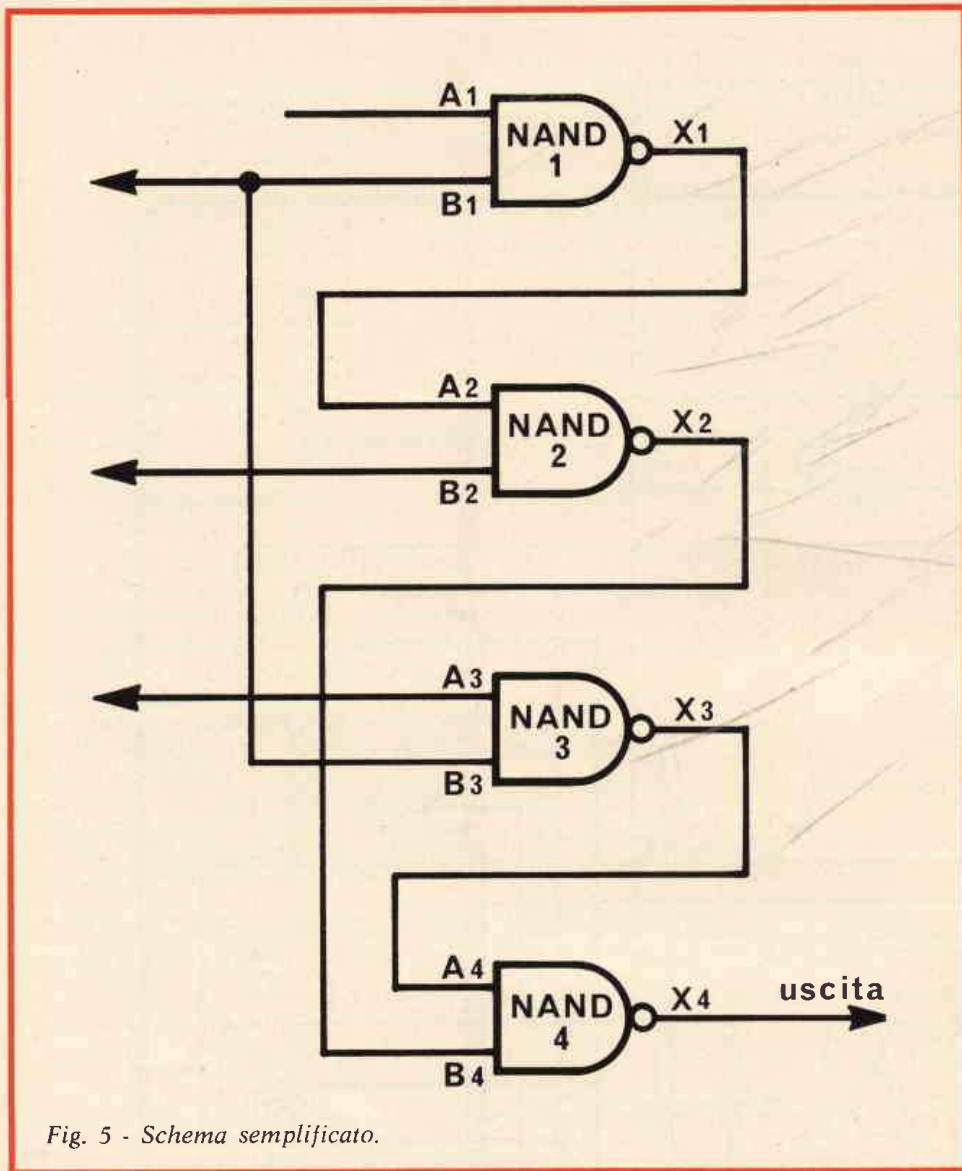 A1
NAND
1
X1
B1
A2
NAND
2
X2
B2
A3
NAND
3
X3
B3
A4
NAND
4
X4
uscita
B4
Fig. 5 - Schema semplificato.